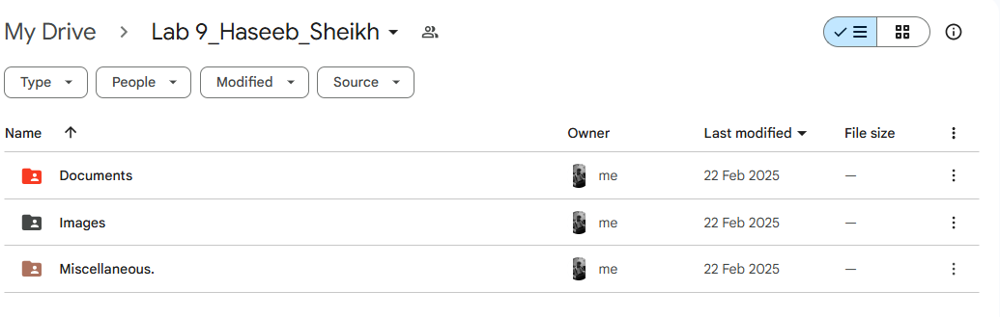 My Drive > Lab 9_Haseeb_Sheikh
Type People Modified Source
Name Owner Last modified File size
Documents me 22 Feb 2025 —
Images me 22 Feb 2025 —
Miscellaneous. me 22 Feb 2025 —